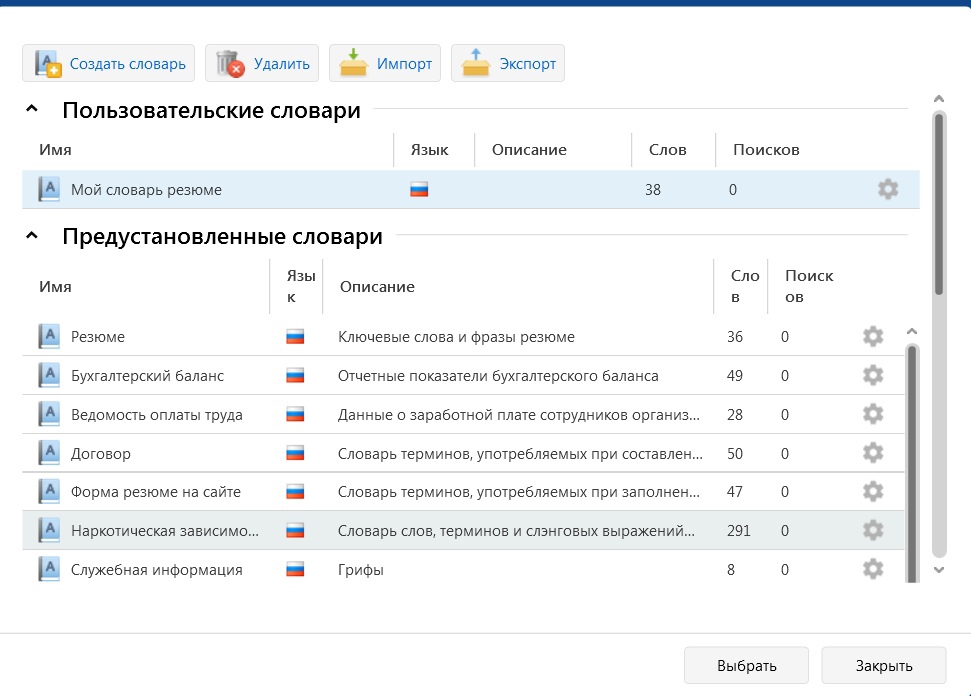 Создать словарь Удалить Импорт Экспорт
Пользовательские словари
Имя Язык Описание Слов Поисков
Мой словарь резюме 38 0
Предустановленные словари
Имя Язы
к Описание Сло
в Поиск
ов
Резюме Ключевые слова и фразы резюме 36 0
Бухгалтерский баланс Отчетные показатели бухгалтерского баланса 49 0
Ведомость оплаты труда Данные о заработной плате сотрудников организ... 28 0
Договор Словарь терминов, употребляемых при составлен... 50 0
Форма резюме на сайте Словарь терминов, употребляемых при заполнен... 47 0
Наркотическая зависимо... Словарь слов, терминов и слэнговых выражений... 291 0
Служебная информация Грифы 8 0
Выбрать Закрыть